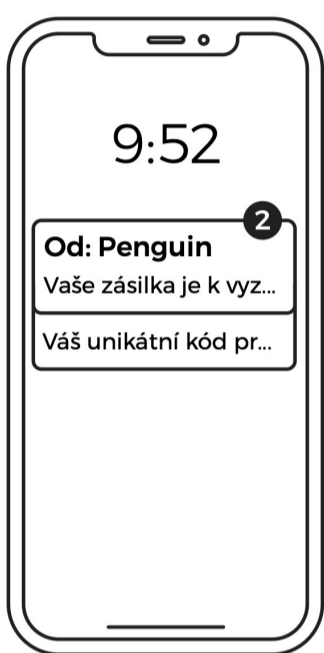 9:52
2
Od: Penguin
Vaše zásilka je k vyz...
Váš unikátní kód pr...